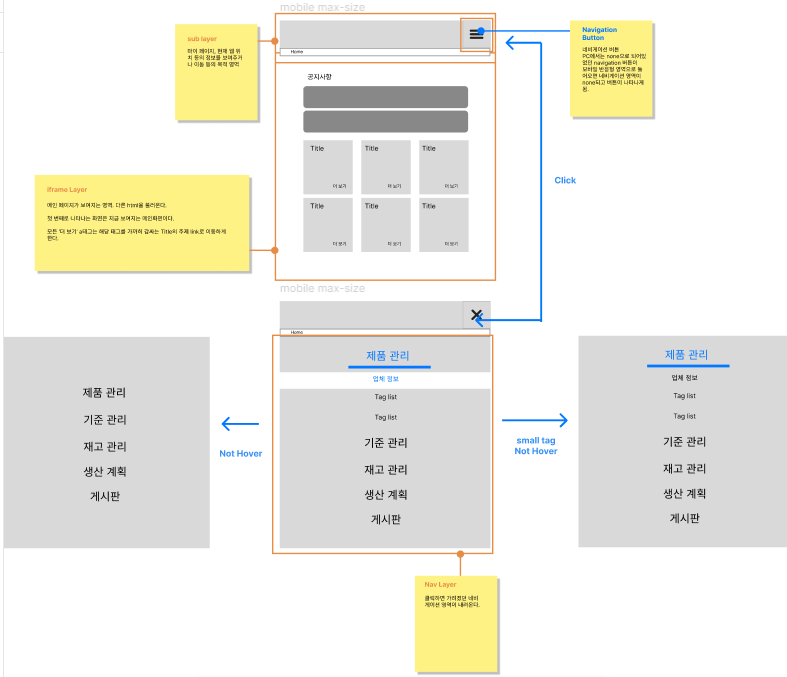 mobile max-size
sub layer
마이 페이지, 현재 웹 위
치 등의 정보를 보여주거
나 이동 등의 목적 영역
Home
Navigation
Button
네비게이션 버튼
PC에서는 none으로 되어있
었던 navigation 버튼이
모바일 반응형 영역으로 들
어오면 네비게이션 영역이
none되고 버튼이 나타나게
됨.
공지사항
Title
Title
Title
더 보기
더 보기
더 보기
Title
Title
Title
더 보기
더 보기
더 보기
Click
iframe Layer
메인 페이지가 보여지는 영역. 다른 html을 불러온다.
첫 번째로 나타나는 화면은 지금 보여지는 메인화면이다.
모든 '더 보기' a태그는 해당 태그를 가까이 감싸는 Title의 주제 link로 이동하게
한다.
mobile max-size
Home
제품 관리
업체 정보
Tag list
Tag list
기준 관리
재고 관리
생산 계획
게시판
제품 관리
기준 관리
재고 관리
생산 계획
게시판
Not Hover
small tag
Not Hover
제품 관리
업체 정보
Tag list
Tag list
기준 관리
재고 관리
생산 계획
게시판
Nav Layer
클릭하면 가려졌던 네비
게이션 영역이 내려온다.